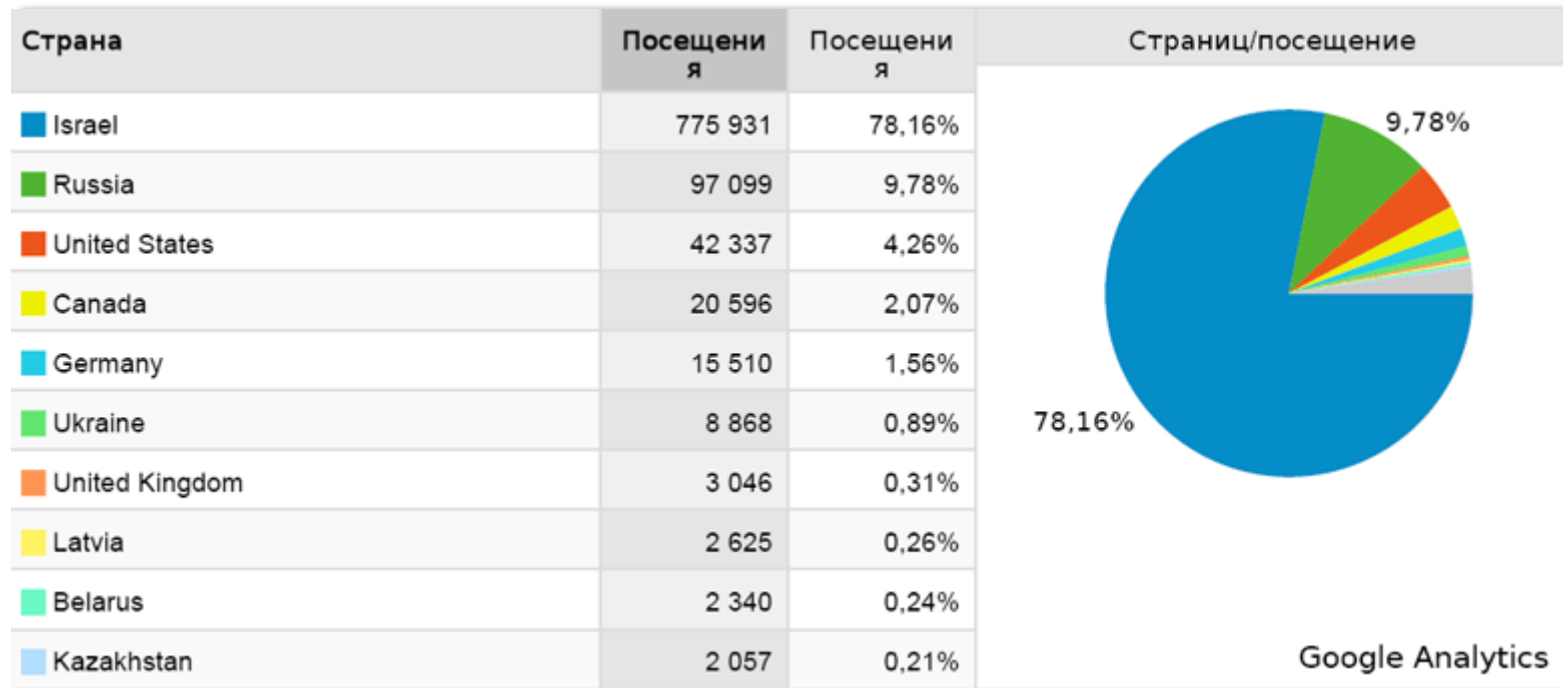 Страна Посещени Посещени Страниц/посещение
я я
Israel 775 931 78,16%
Russia 97 099 9,78%
United States 42 337 4,26%
Canada 20 596 2,07%
Germany 15 510 1,56%
Ukraine 8 868 0,89%
United Kingdom 3 046 0,31%
Latvia 2 625 0,26%
Belarus 2 340 0,24%
Kazakhstan 2 057 0,21%
9,78%
78,16%
Google Analytics